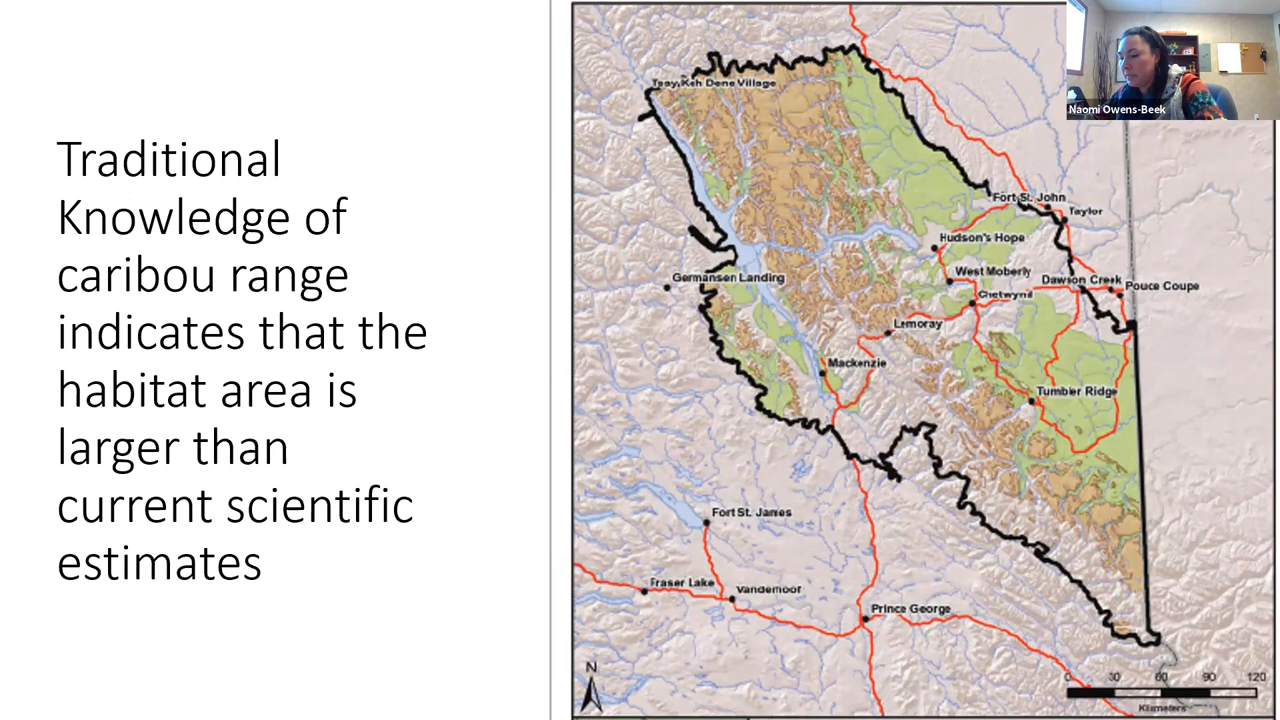 Traditional
Knowledge of
caribou range
indicates that the
habitat area is
larger than
current scientific
estimates
Naomi Owens-Beek
Tsay Keh Dene Village
Fort St. John
Taylor
Hudson's Hope
West Moberly
Germansen Landing
Dawson Creek
Pouce Coupe
Chetwynd
Lemoray
Mackenzie
Tumbler Ridge
Fort St. James
Fraser Lake
Vanderhoof
Prince George
N
0 30 60 90 120
Kilometers